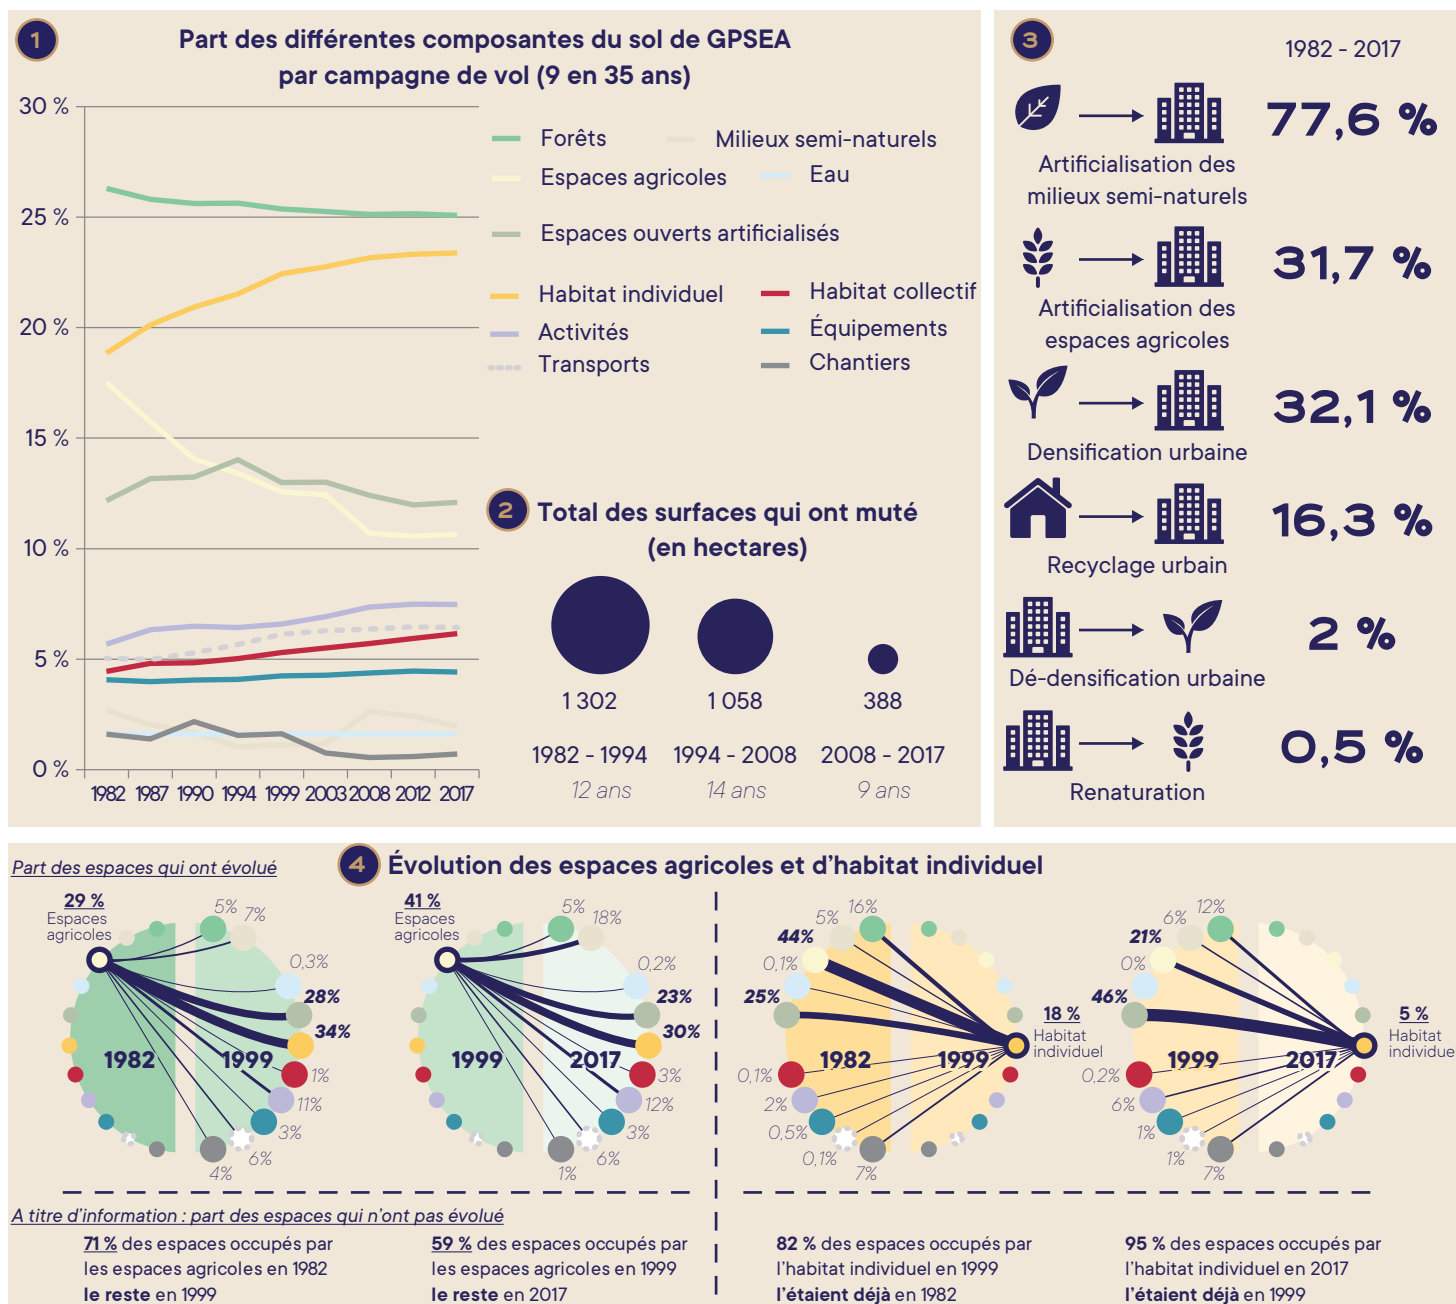 1
Part des différentes composantes du sol de GPSEA
par campagne de vol (9 en 35 ans)
30 %
25 %
20 %
15 %
10 %
5 %
0 %
1982 1987 1990 1994 1999 2003 2008 2012 2017
Forêts
Milieux semi-naturels
Espaces agricoles
Eau
Espaces ouverts artificialisés
Habitat individuel
Habitat collectif
Activités
Équipements
Transports
Chantiers
2
Total des surfaces qui ont muté
(en hectares)
1 302
1 058
388
1982 - 1994
1994 - 2008
2008 - 2017
12 ans
14 ans
9 ans
3
1982 - 2017
77,6 %
Artificialisation des
milieux semi-naturels
31,7 %
Artificialisation des
espaces agricoles
32,1 %
Densification urbaine
16,3 %
Recyclage urbain
2 %
Dé-densification urbaine
0,5 %
Renaturation
Part des espaces qui ont évolué
4
Évolution des espaces agricoles et d’habitat individuel
29 %
Espaces
agricoles
5%
7%
0,3%
28%
34%
1982
1999
1%
11%
3%
6%
4%
41 %
Espaces
agricoles
5%
18%
0,2%
23%
30%
1999
2017
3%
12%
3%
6%
1%
16%
5%
44%
0,1%
25%
18 %
Habitat
individuel
1982
1999
0,1%
2%
0,5%
0,1%
7%
12%
6%
21%
0%
46%
5 %
Habitat
individue
1999
2017
0,2%
6%
1%
1%
7%
A titre d’information : part des espaces qui n’ont pas évolué
71 % des espaces occupés par
les espaces agricoles en 1982
le reste en 1999
59 % des espaces occupés par
les espaces agricoles en 1999
le reste en 2017
82 % des espaces occupés par
l’habitat individuel en 1999
l’étaient déjà en 1982
95 % des espaces occupés par
l’habitat individuel en 2017
l’étaient déjà en 1999